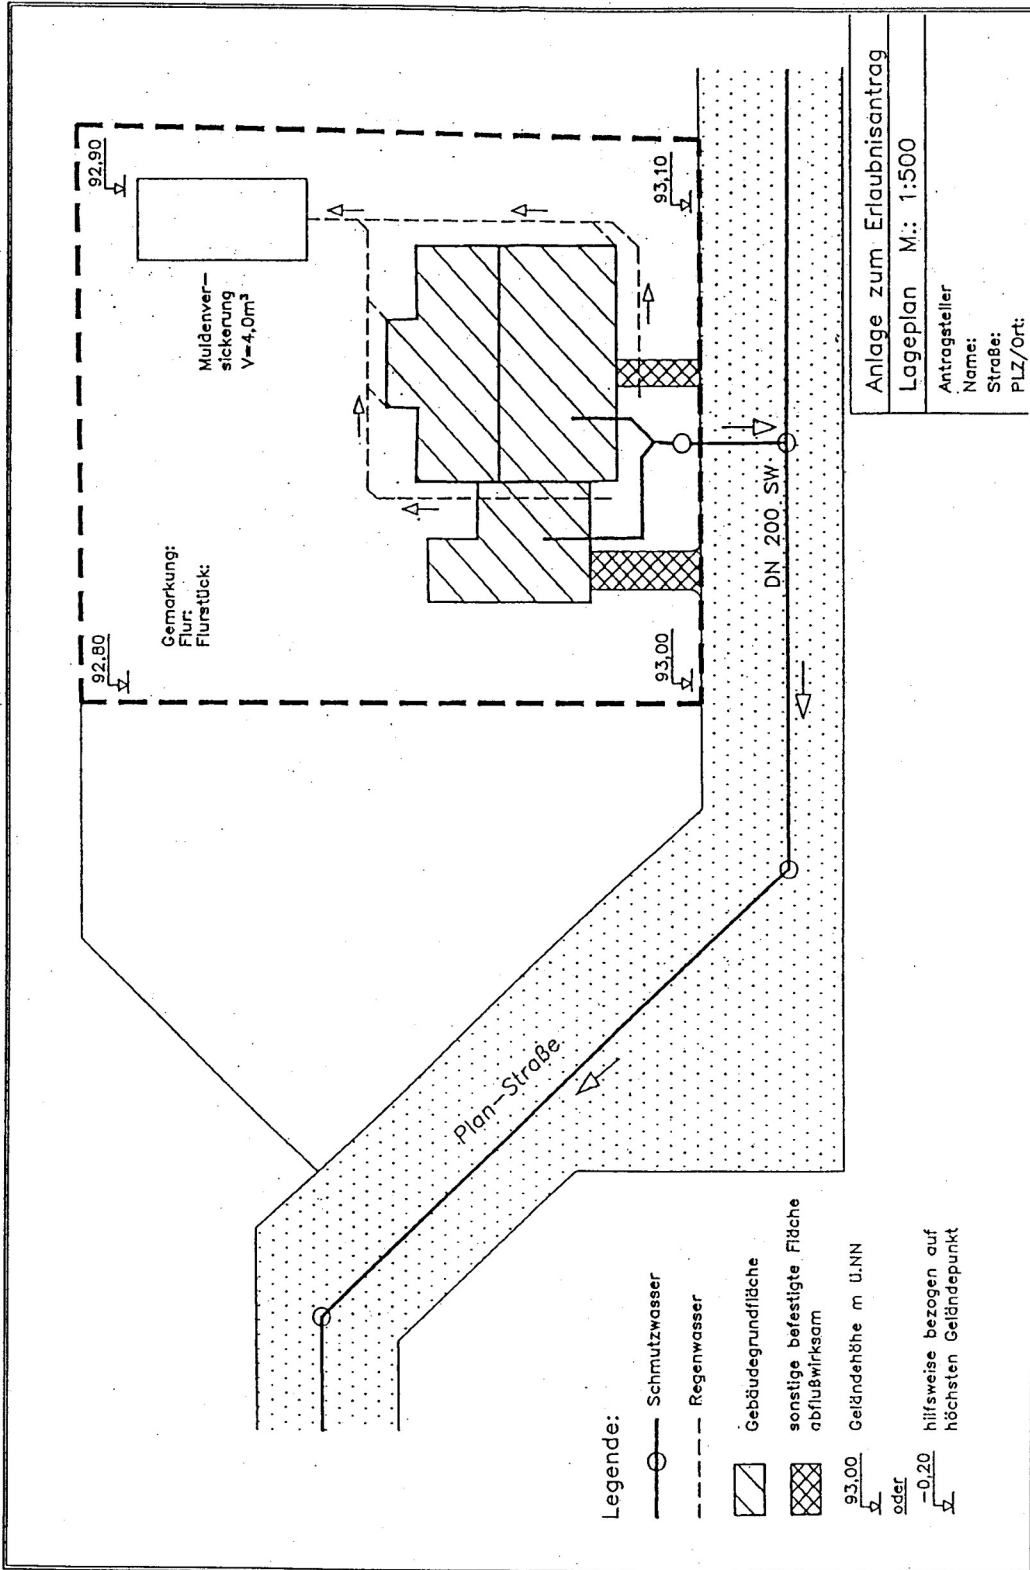 92,80
92,90
Gemarkung:
Flur:
Flurstück:
Muldenver-
sickerung
V=4,0m³
93,00
93,10
DN 200 SW
Plan-Straße
Legende:
Schmutzwasser
Regenwasser
Gebäudegrundfläche
sonstige befestigte Fläche
abflußwirksam
93,00
Geländehöhe m ü.NN
oder
-0,20
hilfsweise bezogen auf
höchsten Geländepunkt
Anlage zum Erlaubnisantrag
Lageplan M.: 1:500
Antragsteller
Name:
Straße:
PLZ/Ort: